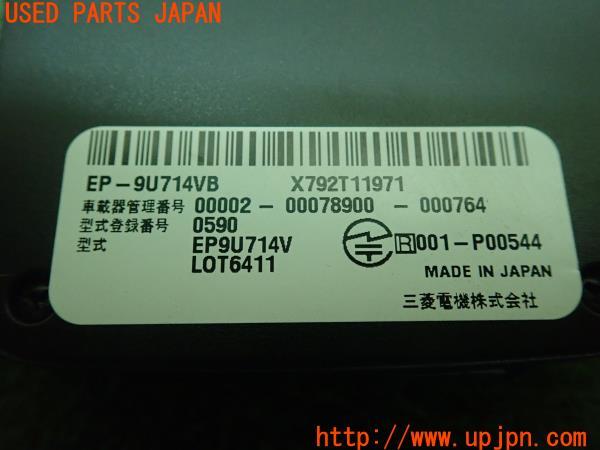 USED PARTS JAPAN
EP-9U714VB X792T11971
車載器管理番号 00002-00078900-000764
型式登録番号 0590
型式 EP9U714V
LOT6411
R001-P00544
MADE IN JAPAN
三菱電機株式会社
http://www.upjpn.com/